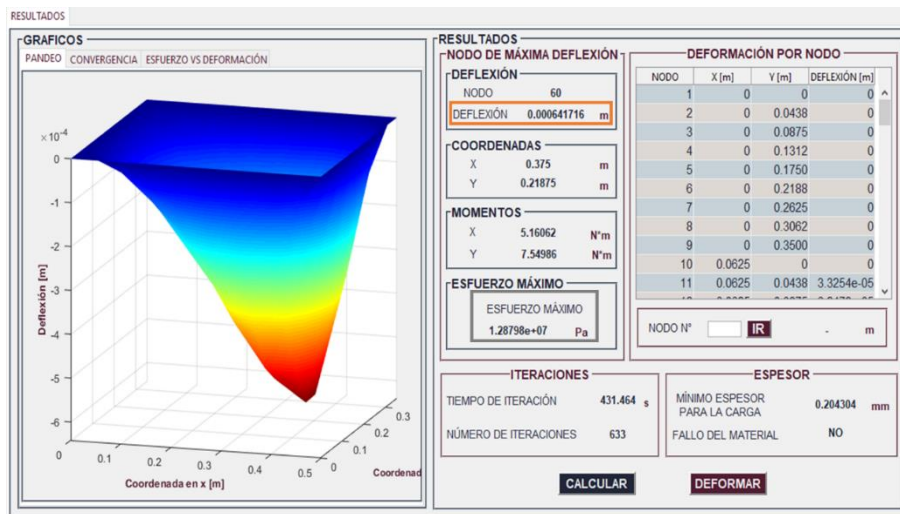 RESULTADOS
GRAFICOS
PANDEO CONVERGENCIA ESFUERZO VS DEFORMACIÓN
×10⁻⁴
0
-1
-2
-3
-4
-5
-6
Deflexión [m]
0 0.1 0.2 0.3 0.4 0.5
Coordenada en x [m]
0 0.1 0.2 0.3
Coordenad
RESULTADOS
NODO DE MÁXIMA DEFLEXIÓN
DEFLEXIÓN
NODO 60
DEFLEXIÓN 0.000641716 m
COORDENADAS
X 0.375 m
Y 0.21875 m
MOMENTOS
X 5.16062 N*m
Y 7.54986 N*m
ESFUERZO MÁXIMO
ESFUERZO MÁXIMO
1.28798e+07 Pa
DEFORMACIÓN POR NODO
NODO X [m] Y [m] DEFLEXIÓN [m]
1 0 0 0
2 0 0.0438 0
3 0 0.0875 0
4 0 0.1312 0
5 0 0.1750 0
6 0 0.2188 0
7 0 0.2625 0
8 0 0.3062 0
9 0 0.3500 0
10 0.0625 0 0
11 0.0625 0.0438 3.3254e-05
NODO N° IR - m
ITERACIONES
TIEMPO DE ITERACIÓN 431.464 s
NÚMERO DE ITERACIONES 633
ESPESOR
MÍNIMO ESPESOR
PARA LA CARGA 0.204304 mm
FALLO DEL MATERIAL NO
CALCULAR DEFORMAR